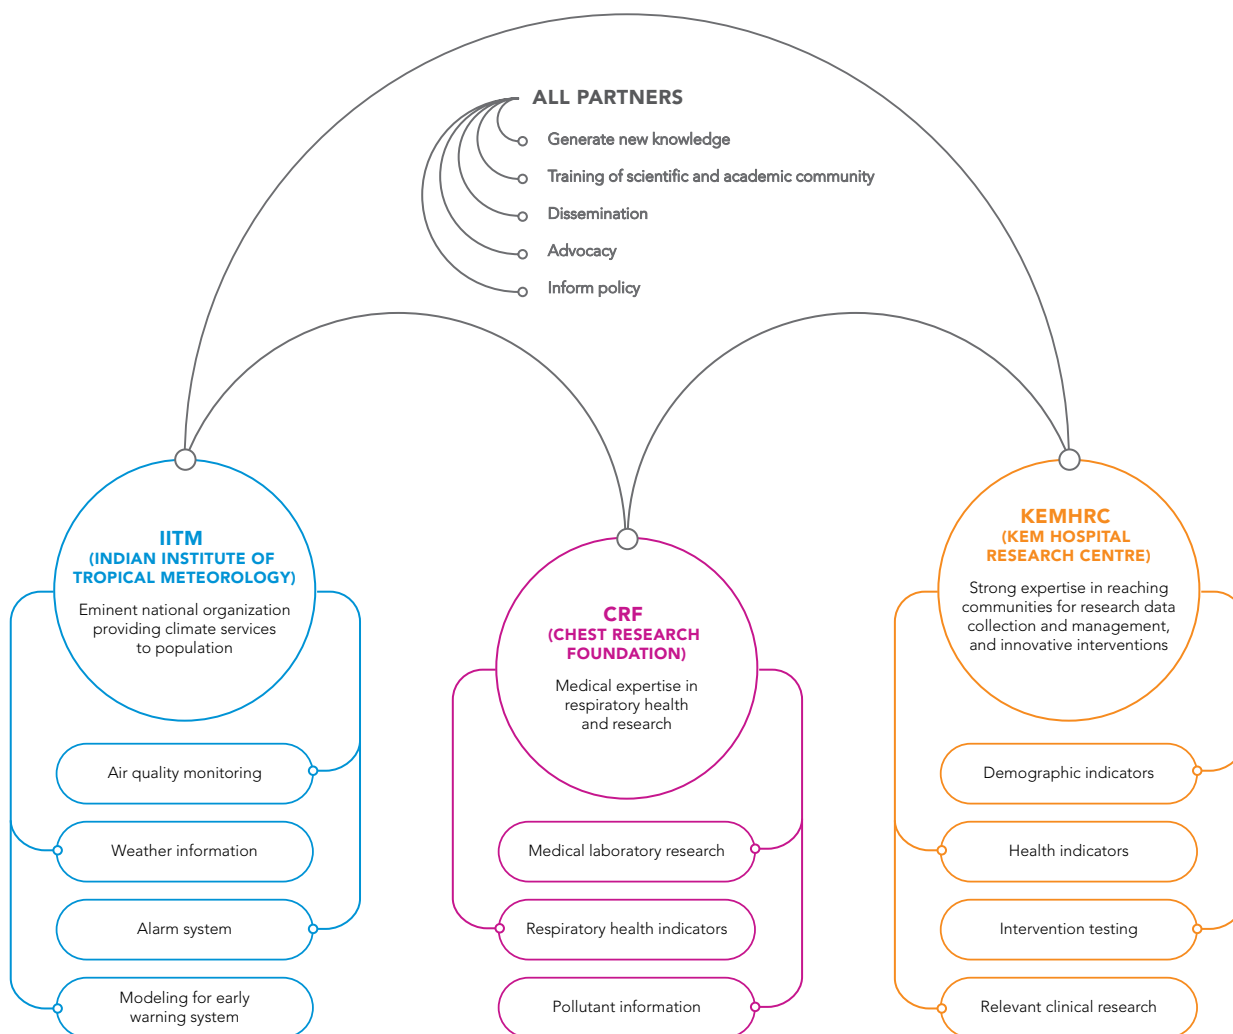 ALL PARTNERS
Generate new knowledge
Training of scientific and academic community
Dissemination
Advocacy
Inform policy
IITM
(INDIAN INSTITUTE OF
TROPICAL METEOROLOGY)
Eminent national organization
providing climate services
to population
Air quality monitoring
Weather information
Alarm system
Modeling for early
warning system
CRF
(CHEST RESEARCH
FOUNDATION)
Medical expertise in
respiratory health
and research
Medical laboratory research
Respiratory health indicators
Pollutant information
KEMHRC
(KEM HOSPITAL
RESEARCH CENTRE)
Strong expertise in reaching
communities for research data
collection and management,
and innovative interventions
Demographic indicators
Health indicators
Intervention testing
Relevant clinical research